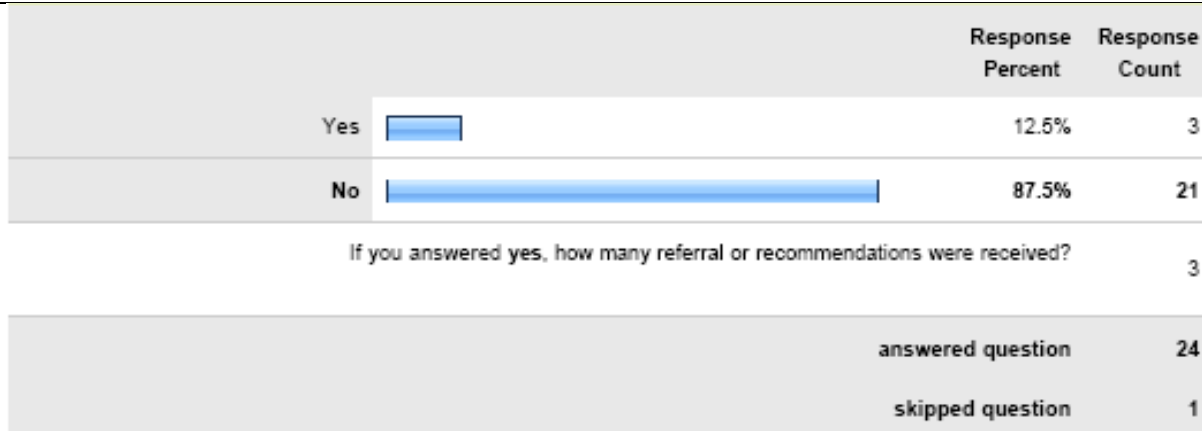 Response Response
Percent Count
Yes 12.5% 3
No 87.5% 21
If you answered yes, how many referral or recommendations were received? 3
answered question 24
skipped question 1